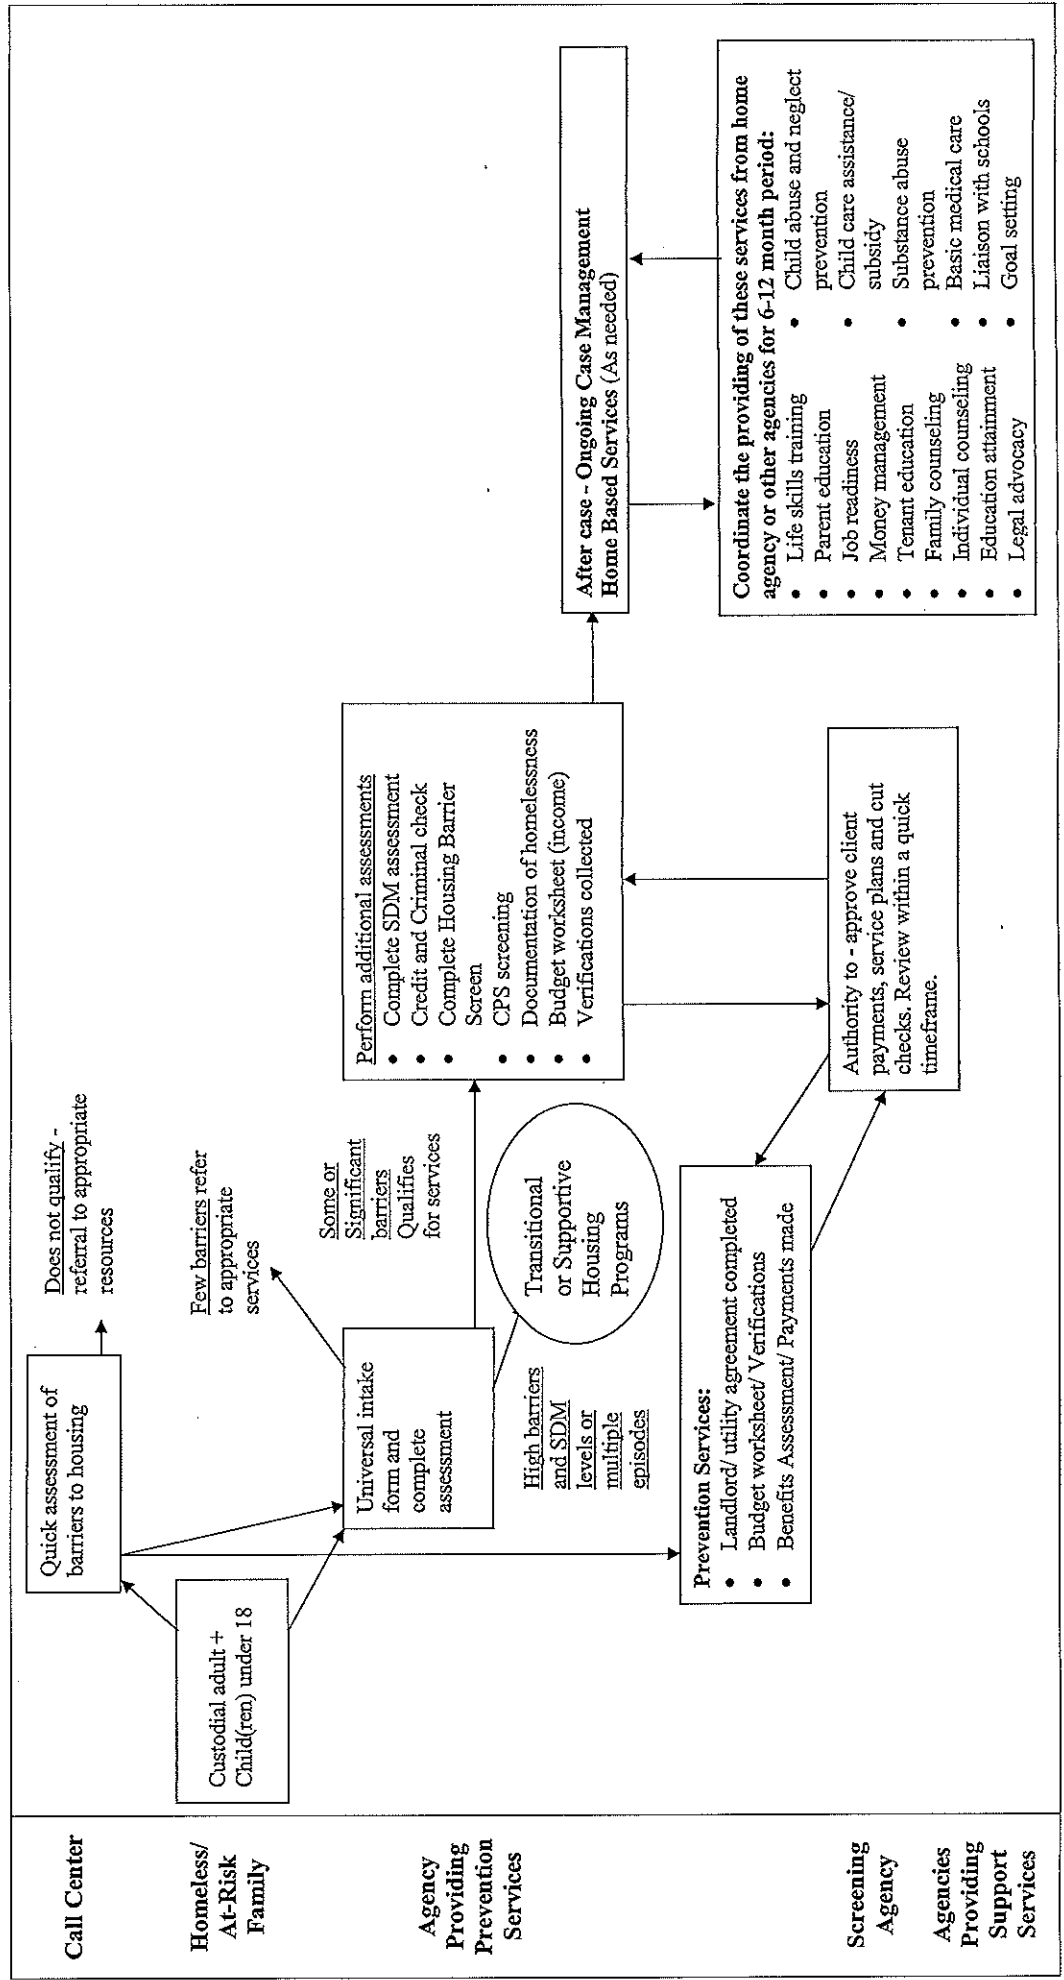 Call Center
Homeless/
At-Risk
Family
Agency
Providing
Prevention
Services
Screening
Agency
Agencies
Providing
Support
Services
Quick assessment of
barriers to housing
Does not qualify -
referral to appropriate
resources
Custodial adult +
Child(ren) under 18
Few barriers refer
to appropriate
services
Universal intake
form and
complete
assessment
Some or
Significant
barriers
Qualifies
for services
High barriers
and SDM
levels or
multiple
episodes
Transitional
or Supportive
Housing
Programs
Perform additional assessments
• Complete SDM assessment
• Credit and Criminal check
• Complete Housing Barrier
Screen
• CPS screening
• Documentation of homelessness
• Budget worksheet (income)
• Verifications collected
Prevention Services:
• Landlord/ utility agreement completed
• Budget worksheet/ Verifications
• Benefits Assessment/ Payments made
Authority to - approve client
payments, service plans and cut
checks. Review within a quick
timeframe.
After case - Ongoing Case Management
Home Based Services (As needed)
Coordinate the providing of these services from home
agency or other agencies for 6-12 month period:
• Life skills training
• Parent education
• Job readiness
• Money management
• Tenant education
• Family counseling
• Individual counseling
• Education attainment
• Legal advocacy
• Child abuse and neglect
prevention
• Child care assistance/
subsidy
• Substance abuse
prevention
• Basic medical care
• Liaison with schools
• Goal setting